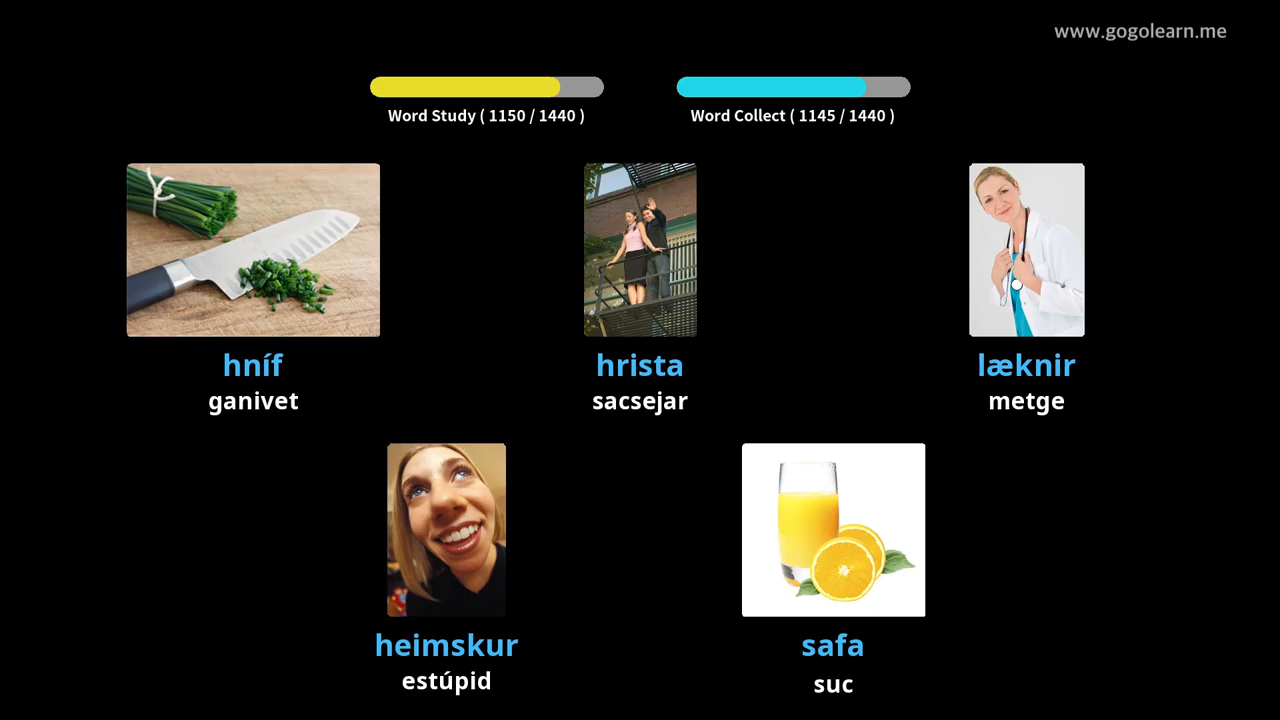 www.gogolearn.me
Word Study ( 1150 / 1440 )
Word Collect ( 1145 / 1440 )
hníf
ganivet
hrista
sacsejar
læknir
metge
heimskur
estúpid
safa
suc